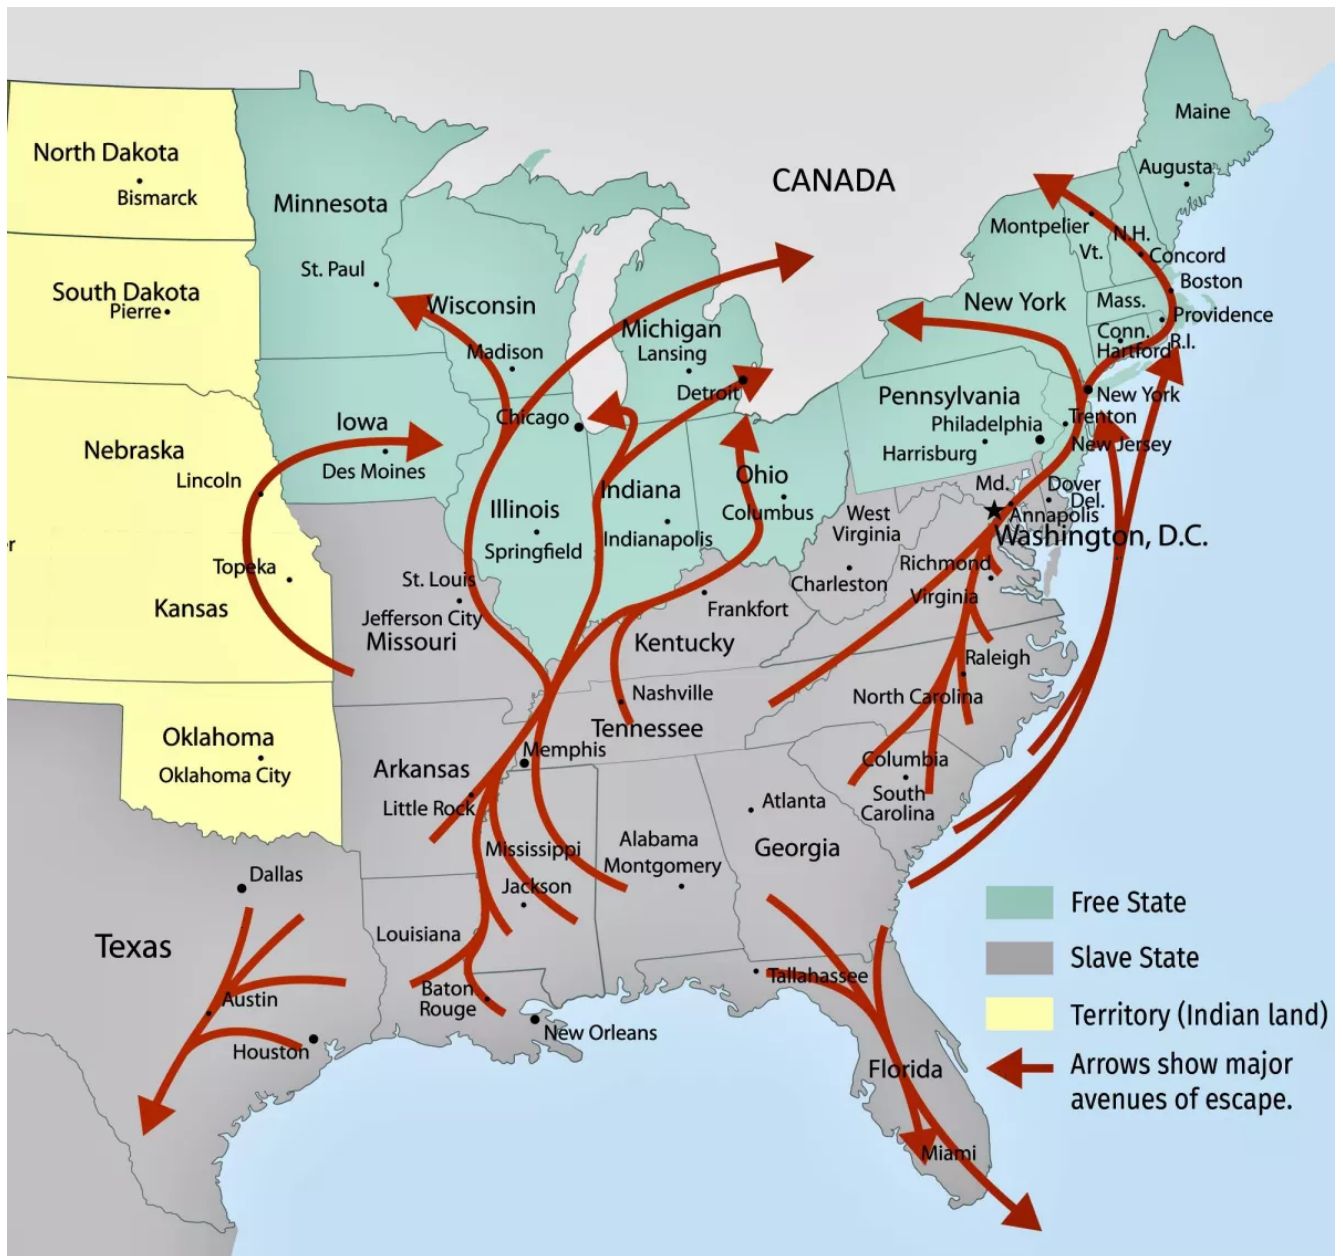 Maine
North Dakota
CANADA
Augusta
Bismarck
Minnesota
Montpelier
N.H.
Vt.
Concord
St. Paul
Boston
South Dakota
Pierre
Wisconsin
New York
Mass.
Providence
Michigan
Conn.
R.I.
Madison
Lansing
Hartford
Detroit
Pennsylvania
New York
Chicago
Iowa
Philadelphia
Trenton
Nebraska
Des Moines
Harrisburg
New Jersey
Lincoln
Ohio
Indiana
Md.
Dover
Del.
Illinois
Columbus
West
Virginia
Annapolis
Springfield
Indianapolis
Washington, D.C.
er
Topeka
St. Louis
Richmond
Charleston
Kansas
Jefferson City
Frankfort
Virginia
Missouri
Kentucky
Raleigh
Nashville
North Carolina
Tennessee
Oklahoma
Memphis
Oklahoma City
Arkansas
Columbia
Little Rock
Atlanta
South
Carolina
Mississippi
Alabama
Georgia
Montgomery
Dallas
Jackson
Texas
Louisiana
Tallahassee
Austin
Baton
Rouge
New Orleans
Houston
Florida
Miami
Free State
Slave State
Territory (Indian land)
Arrows show major
avenues of escape.